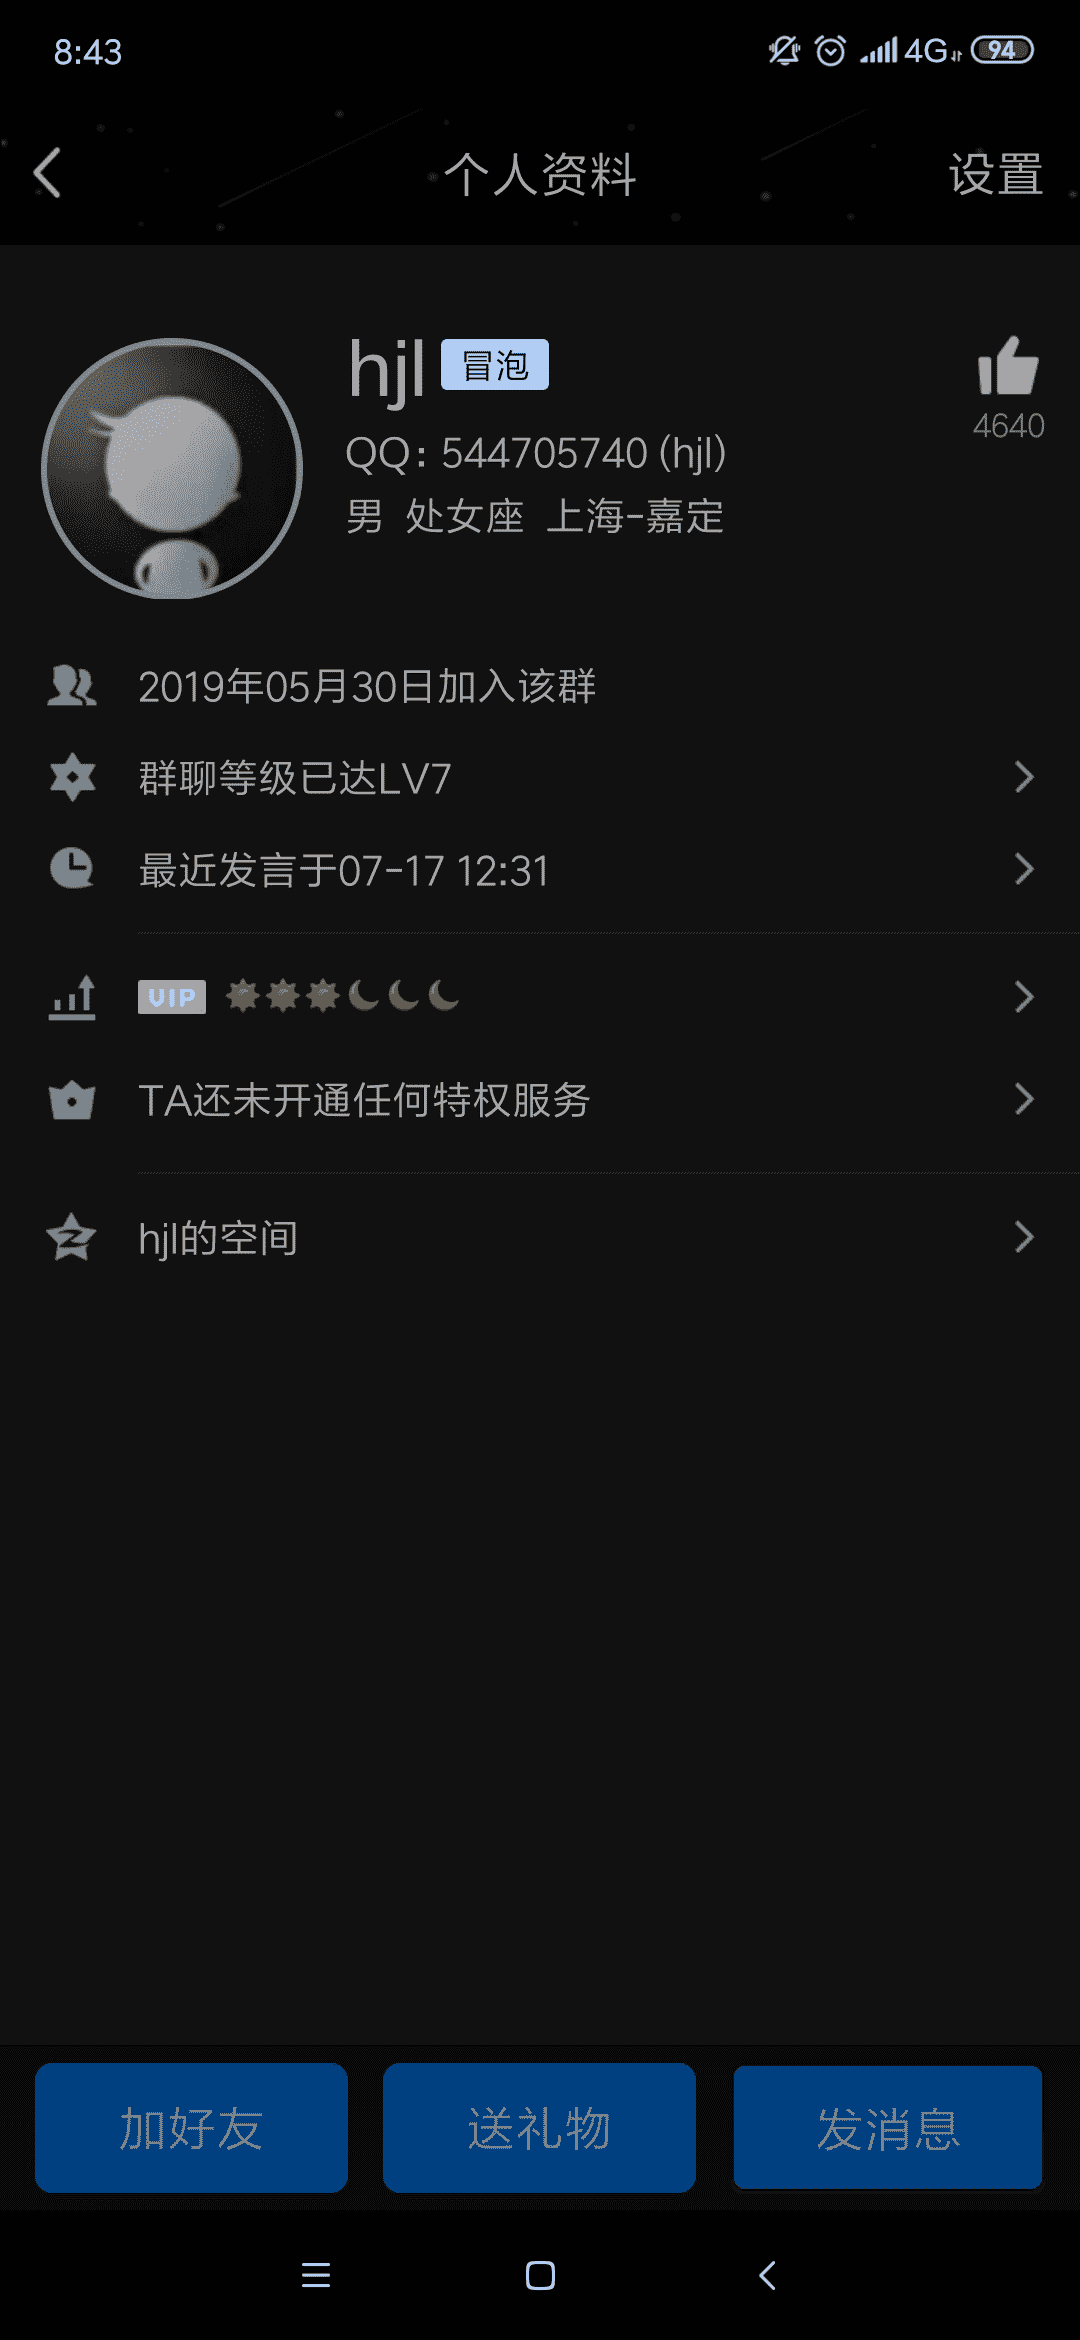 8:43 4G 94
个人资料 设置
hjl 冒泡
4640
QQ: 544705740 (hjl)
男 处女座 上海-嘉定
2019年05月30日加入该群
群聊等级已达LV7
最近发言于07-17 12:31
VIP
TA还未开通任何特权服务
hjl的空间
加好友 送礼物 发消息